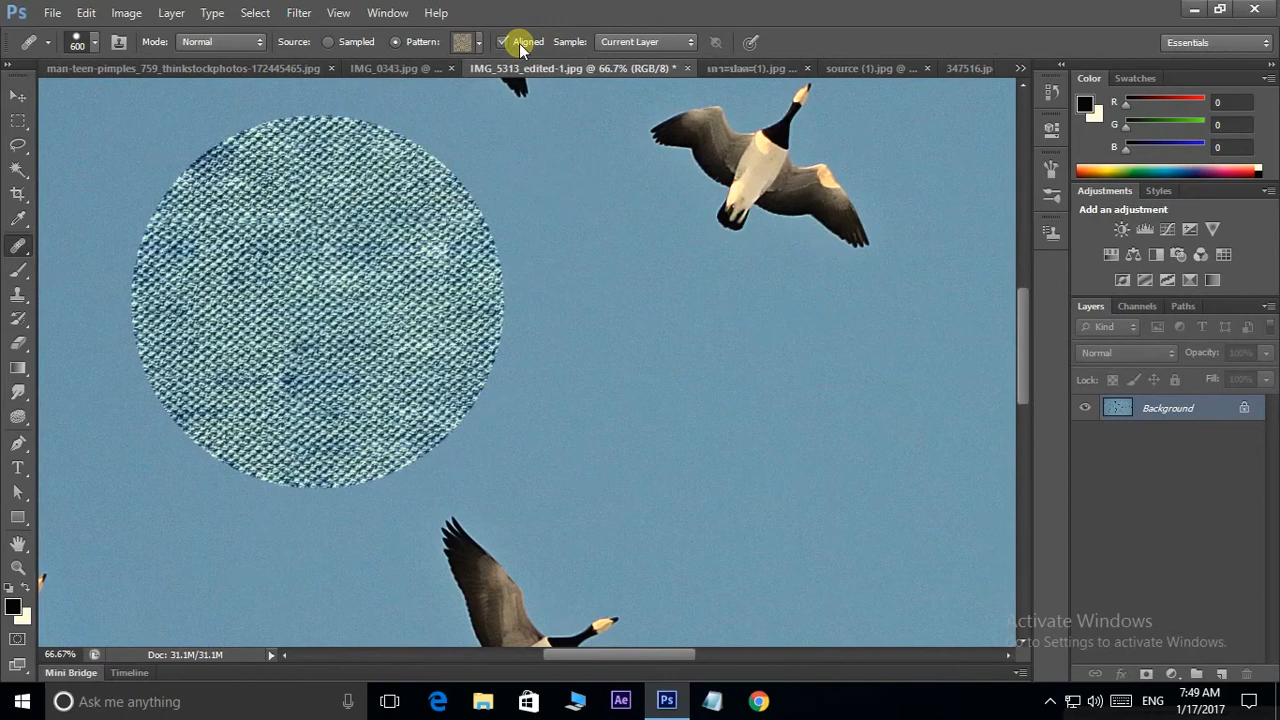 Ps File Edit Image Layer Type Select Filter View Window Help
600 Mode: Normal Source: Sampled Pattern: Aligned Sample: Current Layer Essentials
man-teen-pimples_759_thinkstockphotos-172445465.jpg × IMG_0343.jpg @ ... × IMG_5313_edited-1.jpg @ 66.7% (RGB/8) * × (1).jpg ... × source (1).jpg @ ... × 347516.jp »
Color Swatches
R 0
G 0
B 0
Adjustments Styles
Add an adjustment
Layers Channels Paths
Kind
Normal Opacity: 100%
Lock: Fill: 100%
Background
Activate Windows
Go to Settings to activate Windows.
66.67% Doc: 31.1M/31.1M
Mini Bridge Timeline
Ask me anything Ae Ps ENG 7:49 AM
1/17/2017